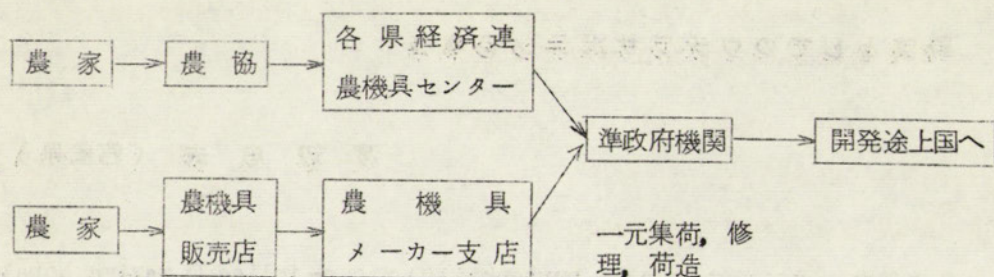 農家
農協
各県経済連
農機具センター
準政府機関
開発途上国へ
農家
農機具
販売店
農機具
メーカー支店
一元集荷，修
理，荷造